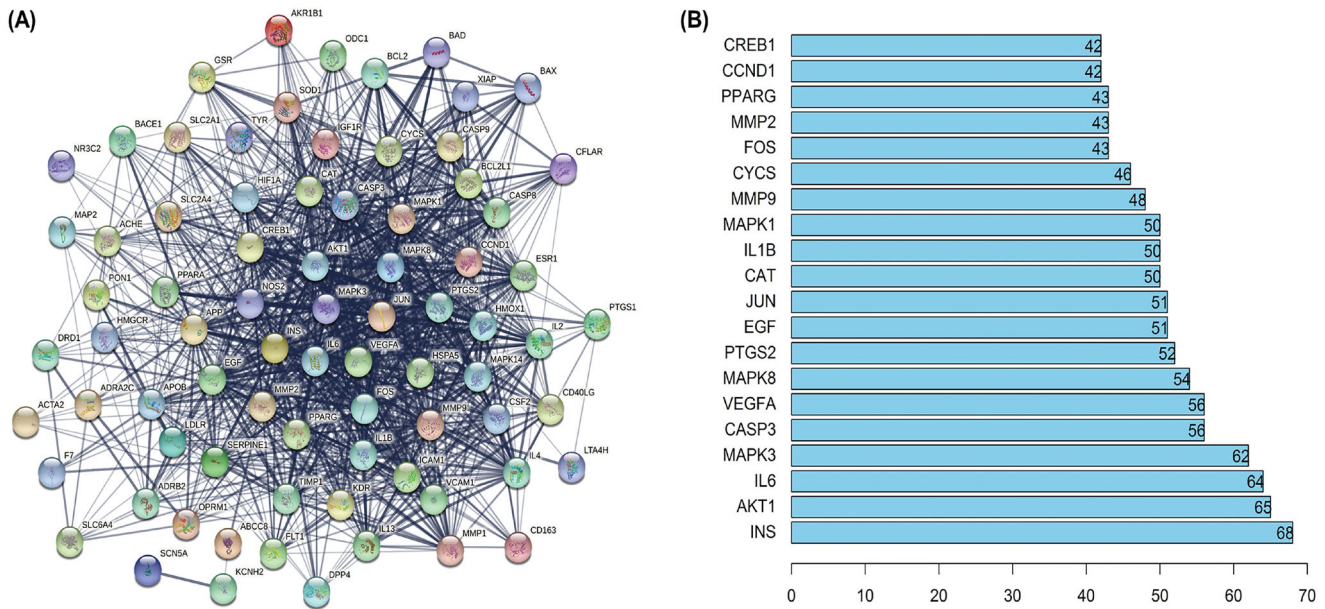 (A)
AKR1B1
ODC1
BCL2
BAD
GSR
XIAP
BAX
SOD1
BACE1
SLC2A1
TYR
IGF1R
CYCS
CASP9
NR3C2
CFLAR
BCL2L1
HIF1A
CAT
CASP3
SLC2A4
MAPK1
CASP8
MAP2
ACHE
CREB1
AKT1
MAPK8
CCND1
ESR1
PON1
PPARA
NOS2
MAPK3
JUN
PTGS2
PTGS1
HMGCR
APP
HMOX1
IL2
DRD1
INS
IL6
VEGFA
HSPA5
MAPK14
EGF
ADRA2C
APOB
MMP2
FOS
CD40LG
ACTA2
MMP9
CSF2
LDLR
PPARG
SERPINE1
IL1B
F7
ICAM1
IL4
LTA4H
ADRB2
TIMP1
KDR
VCAM1
OPRM1
SLC6A4
ABCC8
FLT1
IL13
MMP1
CD163
SCN5A
KCNH2
DPP4
(B)
CREB1 42
CCND1 42
PPARG 43
MMP2 43
FOS 43
CYCS 46
MMP9 48
MAPK1 50
IL1B 50
CAT 50
JUN 51
EGF 51
PTGS2 52
MAPK8 54
VEGFA 56
CASP3 56
MAPK3 62
IL6 64
AKT1 65
INS 68
0 10 20 30 40 50 60 70